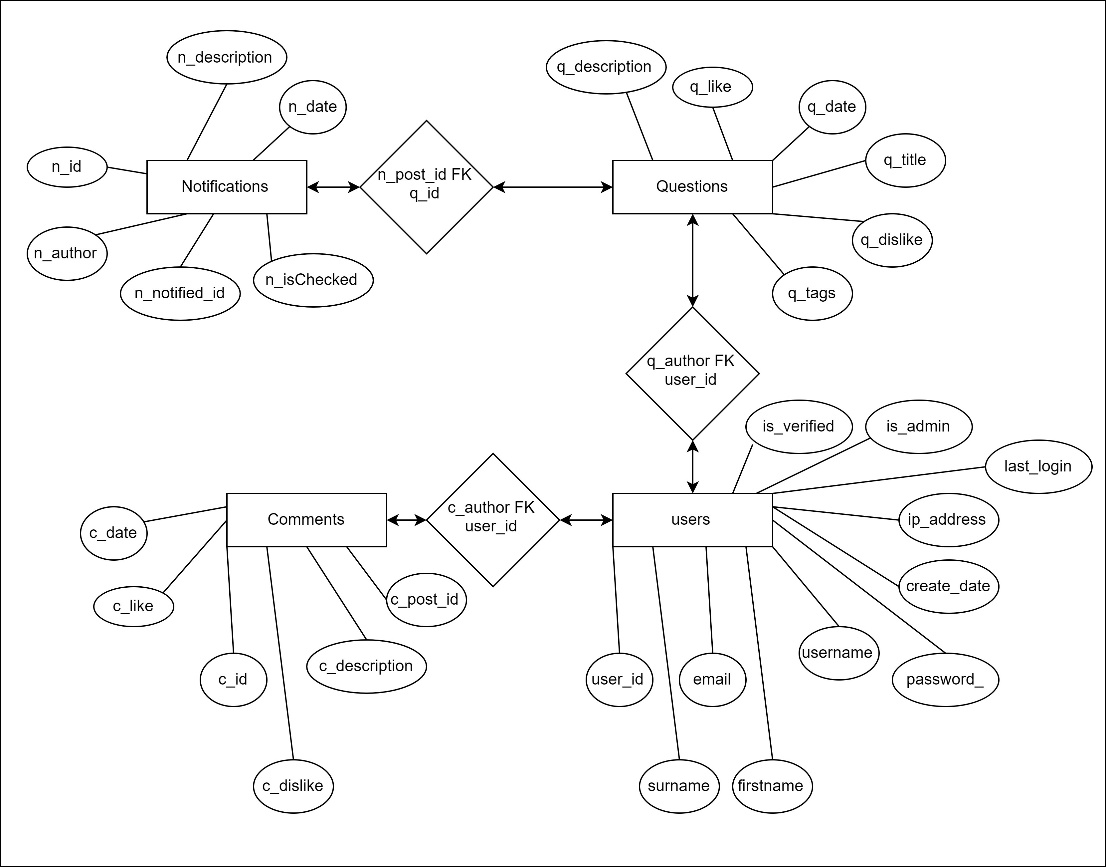 n_description
n_date
n_id
Notifications
n_author
n_notified_id
n_isChecked
n_post_id FK
q_id
q_description
q_like
q_date
q_title
Questions
q_dislike
q_tags
q_author FK
user_id
is_verified
is_admin
last_login
ip_address
create_date
users
username
password_
user_id
email
surname
firstname
c_author FK
user_id
Comments
c_date
c_like
c_id
c_dislike
c_description
c_post_id